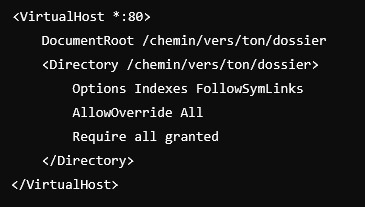 <VirtualHost *:80>
    DocumentRoot /chemin/vers/ton/dossier
    <Directory /chemin/vers/ton/dossier>
        Options Indexes FollowSymLinks
        AllowOverride All
        Require all granted
    </Directory>
</VirtualHost>